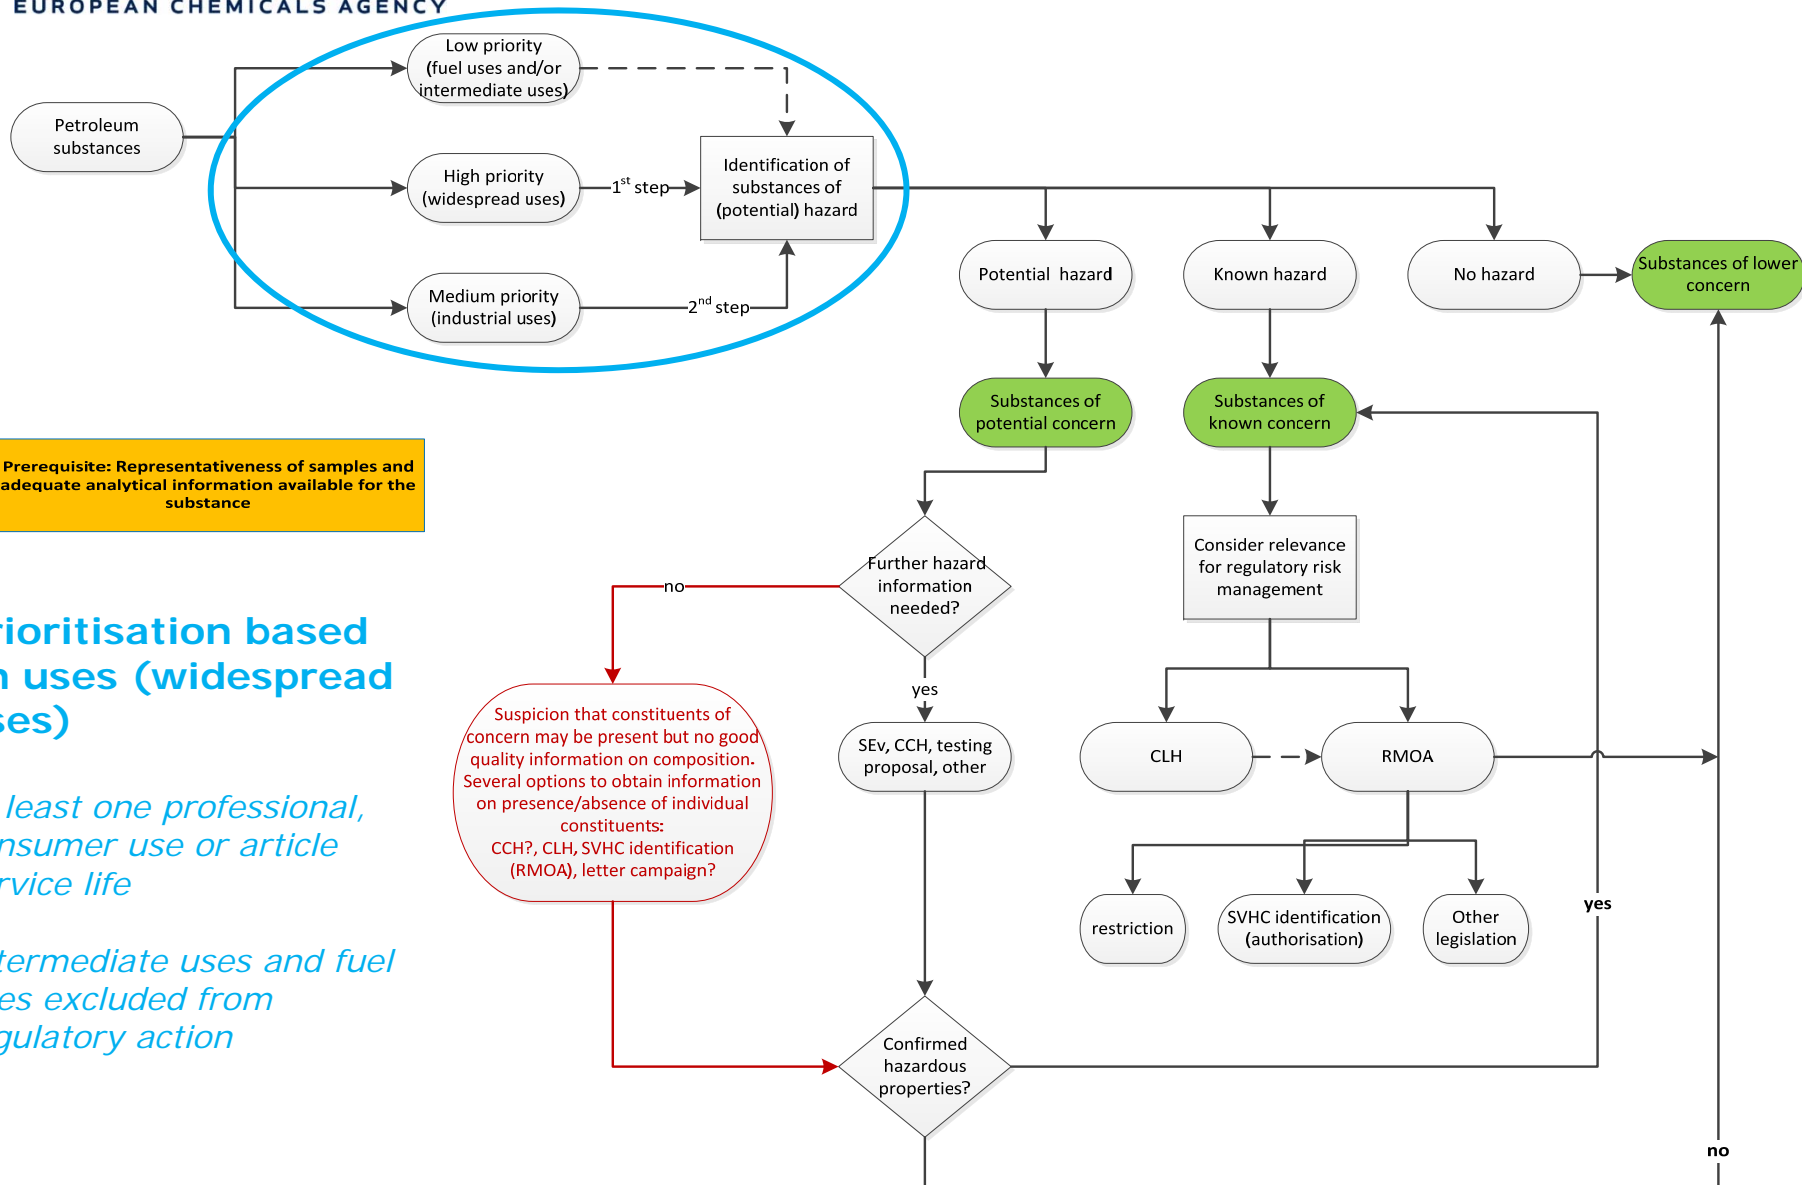 EUROPEAN CHEMICALS AGENCY
Low priority
(fuel uses and/or
intermediate uses)
Petroleum
substances
High priority
(widespread uses)
1st step
Identification of
substances of
(potential) hazard
Medium priority
(industrial uses)
2nd step
Potential hazard
Known hazard
No hazard
Substances of lower
concern
Substances of
potential concern
Substances of
known concern
Prerequisite: Representativeness of samples and
adequate analytical information available for the
substance
Further hazard
information
needed?
no
yes
Consider relevance
for regulatory risk
management
rioritisation based
n uses (widespread
ses)
least one professional,
nsumer use or article
rvice life
termediate uses and fuel
es excluded from
gulatory action
Suspicion that constituents of
concern may be present but no good
quality information on composition.
Several options to obtain information
on presence/absence of individual
constituents:
CCH?, CLH, SVHC identification
(RMOA), letter campaign?
SEv, CCH, testing
proposal, other
CLH
RMOA
restriction
SVHC identification
(authorisation)
Other
legislation
yes
Confirmed
hazardous
properties?
no